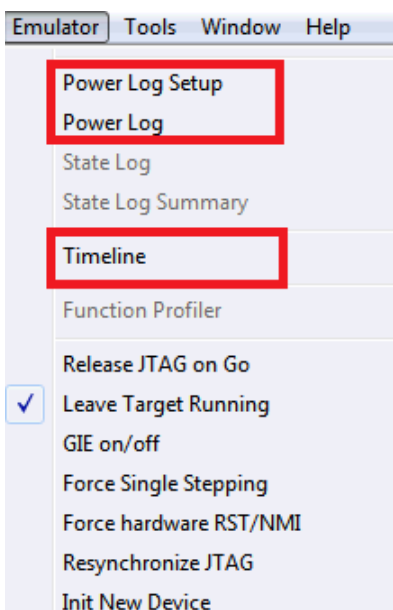 Emulator Tools Window Help
Power Log Setup
Power Log
State Log
State Log Summary
Timeline
Function Profiler
Release JTAG on Go
Leave Target Running
GIE on/off
Force Single Stepping
Force hardware RST/NMI
Resynchronize JTAG
Init New Device